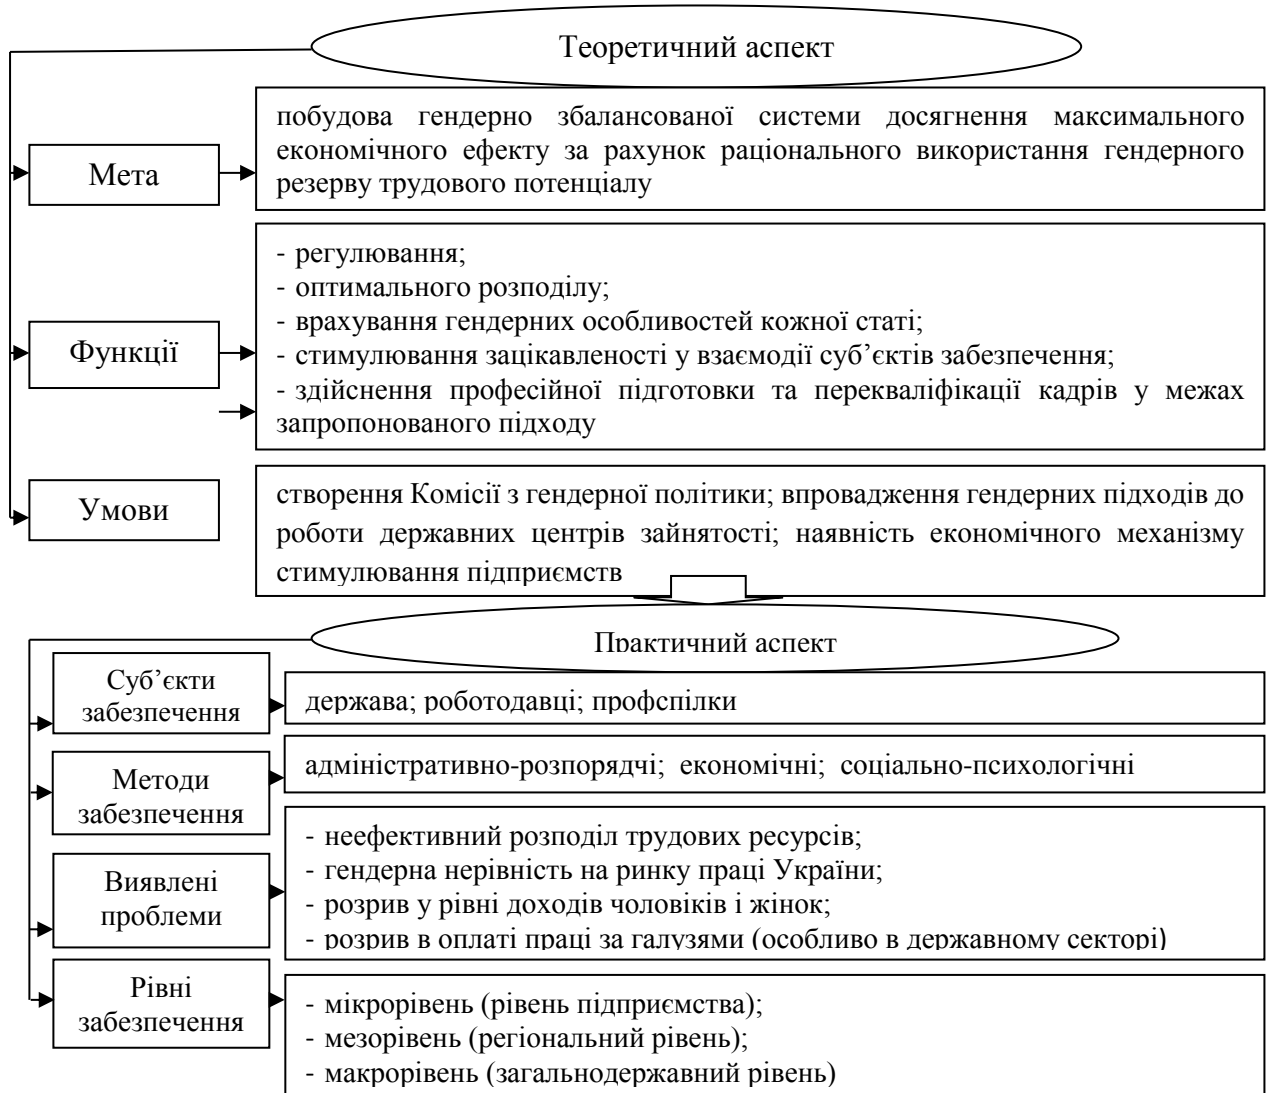 Теоретичний аспект
Мета
побудова гендерно збалансованої системи досягнення максимального
економічного ефекту за рахунок раціонального використання гендерного
резерву трудового потенціалу
Функції
- регулювання;
- оптимального розподілу;
- врахування гендерних особливостей кожної статі;
- стимулювання зацікавленості у взаємодії суб’єктів забезпечення;
- здійснення професійної підготовки та перекваліфікації кадрів у межах
запропонованого підходу
Умови
створення Комісії з гендерної політики; впровадження гендерних підходів до
роботи державних центрів зайнятості; наявність економічного механізму
стимулювання підприємств
Практичний аспект
Суб’єкти
забезпечення
держава; роботодавці; профспілки
Методи
забезпечення
адміністративно-розпорядчі; економічні; соціально-психологічні
Виявлені
проблеми
- неефективний розподіл трудових ресурсів;
- гендерна нерівність на ринку праці України;
- розрив у рівні доходів чоловіків і жінок;
- розрив в оплаті праці за галузями (особливо в державному секторі)
Рівні
забезпечення
- мікрорівень (рівень підприємства);
- мезорівень (регіональний рівень);
- макрорівень (загальнодержавний рівень)